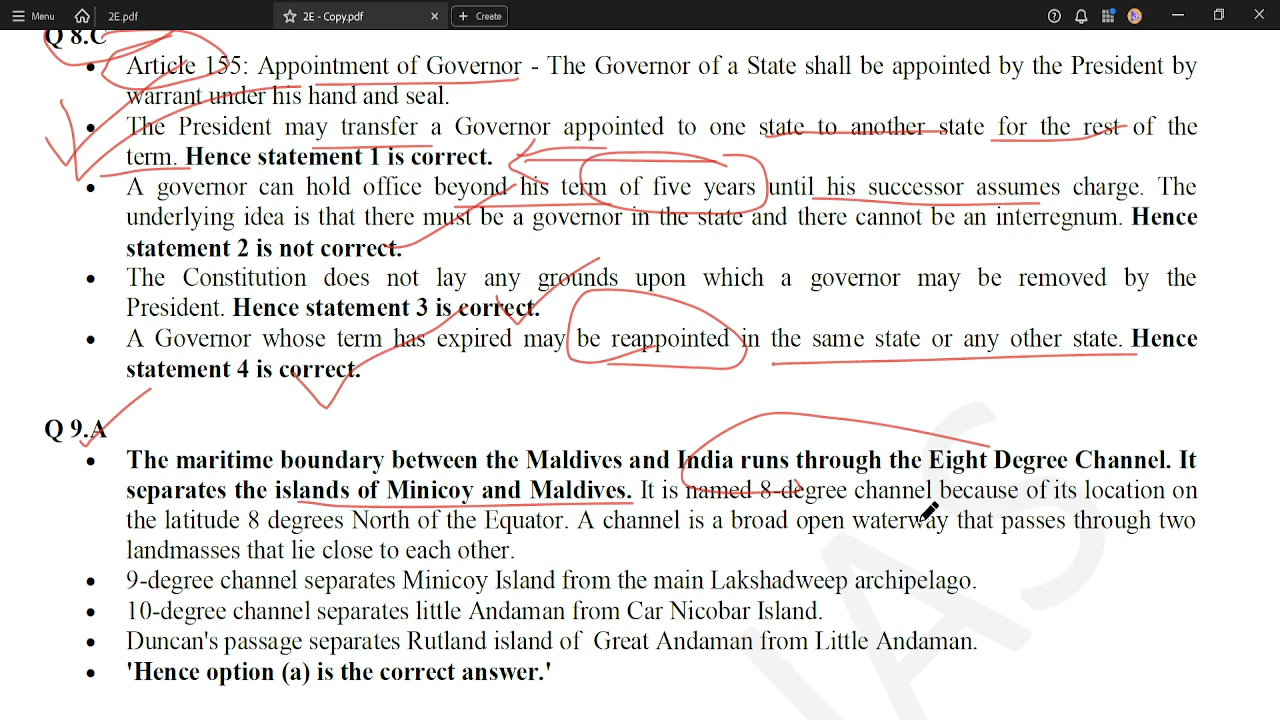 Menu
2E.pdf
2E - Copy.pdf
Create
Q 8.C
• Article 155: Appointment of Governor - The Governor of a State shall be appointed by the President by
warrant under his hand and seal.
• The President may transfer a Governor appointed to one state to another state for the rest of the
term. Hence statement 1 is correct.
• A governor can hold office beyond his term of five years until his successor assumes charge. The
underlying idea is that there must be a governor in the state and there cannot be an interregnum. Hence
statement 2 is not correct.
• The Constitution does not lay any grounds upon which a governor may be removed by the
President. Hence statement 3 is correct.
• A Governor whose term has expired may be reappointed in the same state or any other state. Hence
statement 4 is correct.
Q 9.A
• The maritime boundary between the Maldives and India runs through the Eight Degree Channel. It
separates the islands of Minicoy and Maldives. It is named 8-degree channel because of its location on
the latitude 8 degrees North of the Equator. A channel is a broad open waterway that passes through two
landmasses that lie close to each other.
• 9-degree channel separates Minicoy Island from the main Lakshadweep archipelago.
• 10-degree channel separates little Andaman from Car Nicobar Island.
• Duncan's passage separates Rutland island of Great Andaman from Little Andaman.
• 'Hence option (a) is the correct answer.'
IAS